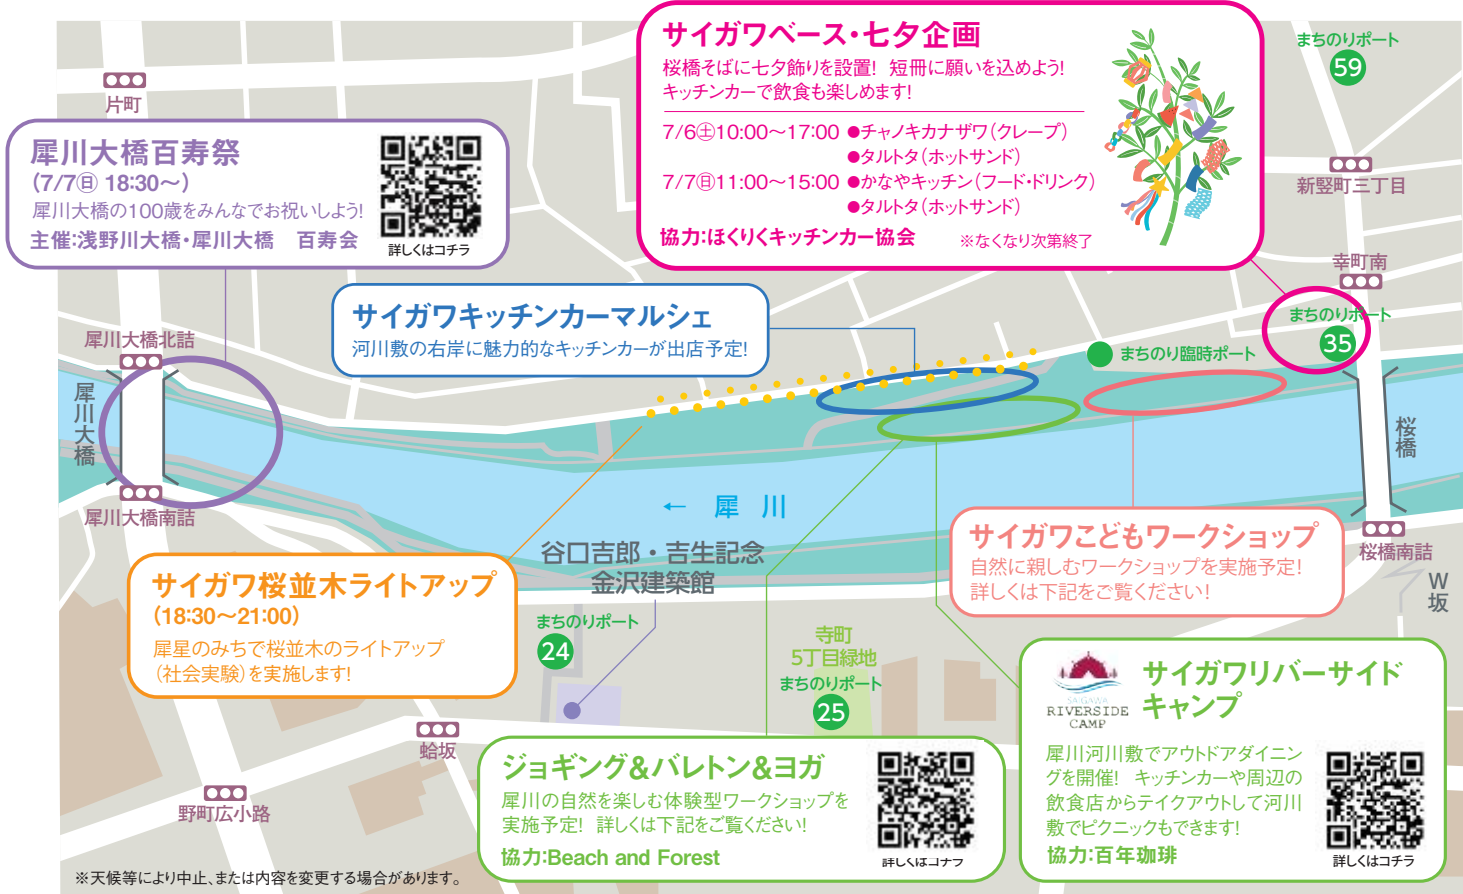 サイガワベース・七夕企画
桜橋そばに七夕飾りを設置! 短冊に願いを込めよう!
キッチンカーで飲食も楽しめます!
7/6㊏10:00〜17:00 ●チャノキカナザワ(クレープ)
●タルトタ(ホットサンド)
7/7㊐11:00〜15:00 ●かなやキッチン(フード・ドリンク)
●タルトタ(ホットサンド)
協力:ほくりくキッチンカー協会 ※なくなり次第終了
まちのりポート
59
片町
犀川大橋百寿祭
(7/7㊐ 18:30〜)
犀川大橋の100歳をみんなでお祝いしよう!
主催:浅野川大橋・犀川大橋 百寿会
詳しくはコチラ
新竪町三丁目
幸町南
サイガワキッチンカーマルシェ
河川敷の右岸に魅力的なキッチンカーが出店予定!
まちのりポート
35
犀川大橋北詰
まちのり臨時ポート
犀川大橋
桜橋
← 犀 川
犀川大橋南詰
サイガワこどもワークショップ
自然に親しむワークショップを実施予定!
詳しくは下記をご覧ください!
桜橋南詰
W坂
谷口吉郎・吉生記念
金沢建築館
サイガワ桜並木ライトアップ
(18:30〜21:00)
犀星のみちで桜並木のライトアップ
(社会実験)を実施します!
まちのりポート
24
寺町
5丁目緑地
まちのりポート
25
SAIGAWA
RIVERSIDE
CAMP
サイガワリバーサイド
キャンプ
犀川河川敷でアウトドアダイニン
グを開催! キッチンカーや周辺の
飲食店からテイクアウトして河川
敷でピクニックもできます!
協力:百年珈琲
詳しくはコチラ
蛤坂
ジョギング&バレトン&ヨガ
犀川の自然を楽しむ体験型ワークショップを
実施予定! 詳しくは下記をご覧ください!
協力:Beach and Forest
詳しくはコチラ
野町広小路
※天候等により中止、または内容を変更する場合があります。